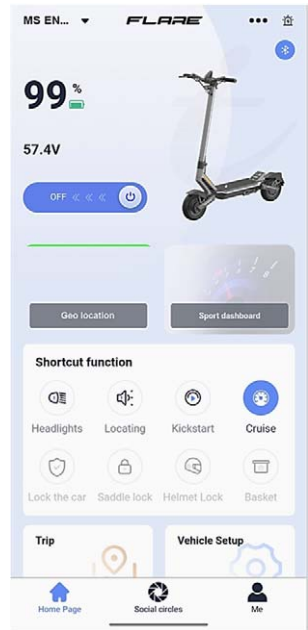 MS EN...
FLARE
99%
57.4V
OFF
Geo location
Sport dashboard
Shortcut function
Headlights Locating Kickstart Cruise
Lock the car Saddle lock Helmet Lock Basket
Trip
Vehicle Setup
Home Page Social circles Me